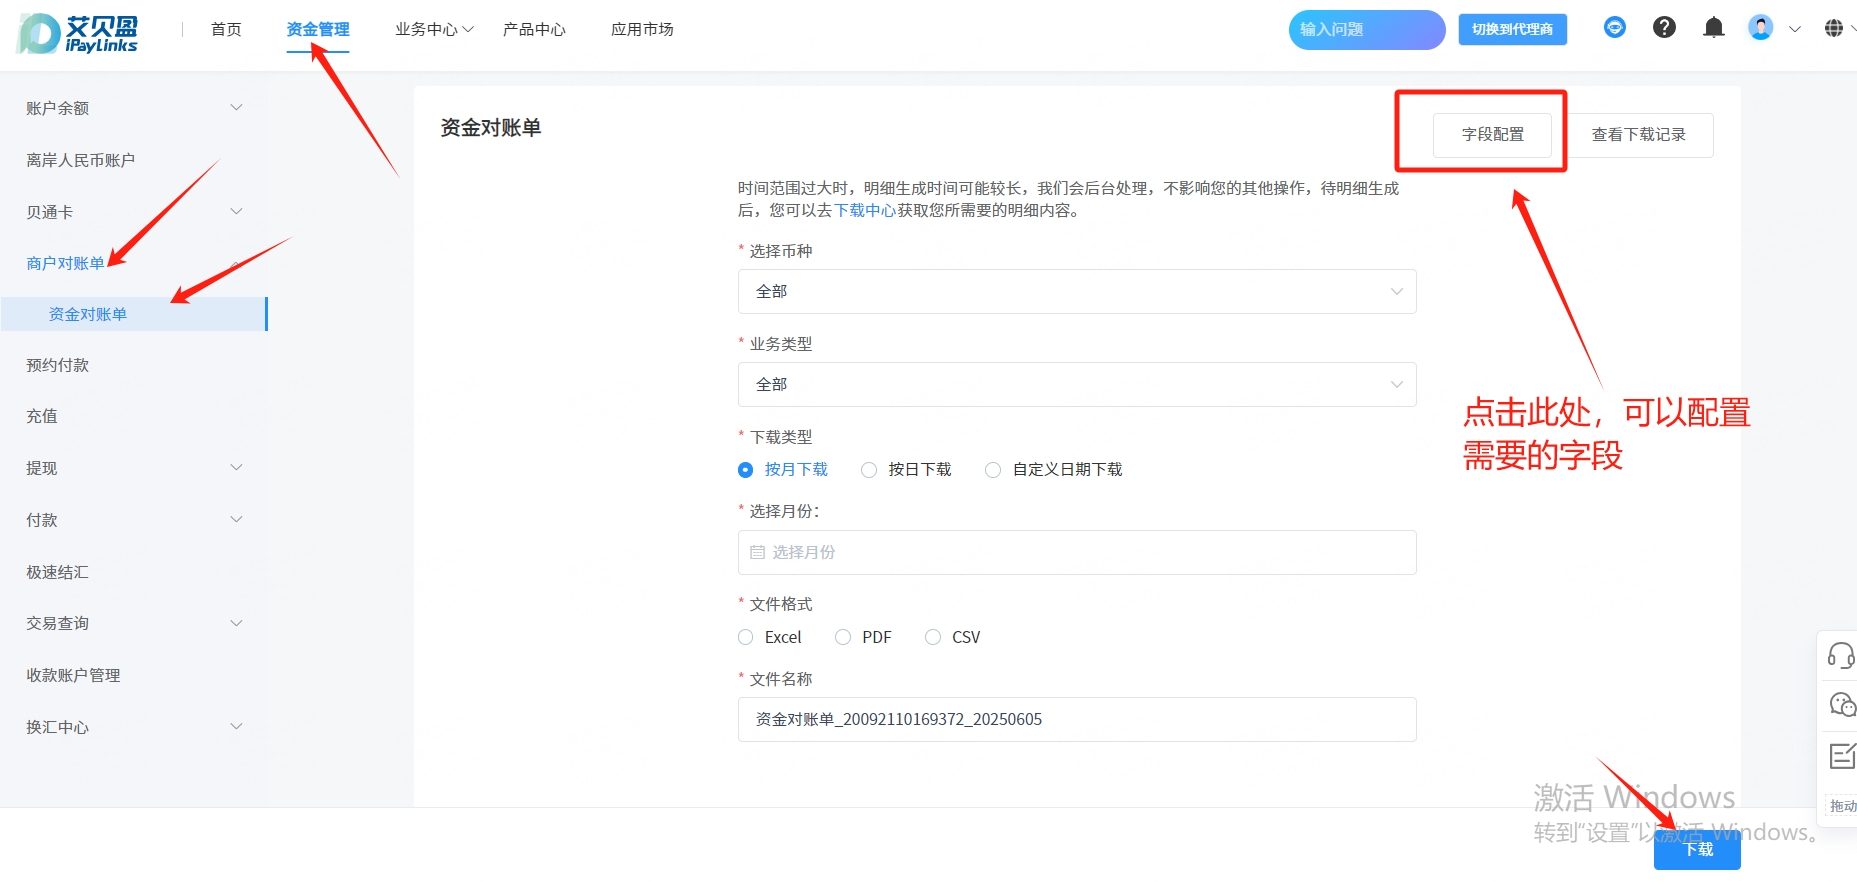 艾贝盈
iPayLinks
首页
资金管理
业务中心
产品中心
应用市场
输入问题
切换到代理商
账户余额
离岸人民币账户
贝通卡
商户对账单
资金对账单
预约付款
充值
提现
付款
极速结汇
交易查询
收款账户管理
换汇中心
资金对账单
字段配置
查看下载记录
时间范围过大时，明细生成时间可能较长，我们会后台处理，不影响您的其他操作，待明细生成
后，您可以去下载中心获取您所需要的明细内容。
* 选择币种
全部
* 业务类型
全部
* 下载类型
按月下载
按日下载
自定义日期下载
* 选择月份：
选择月份
* 文件格式
Excel
PDF
CSV
* 文件名称
资金对账单_20092110169372_20250605
点击此处，可以配置
需要的字段
拖动
激活 Windows
转到“设置”以激活 Windows。
下载